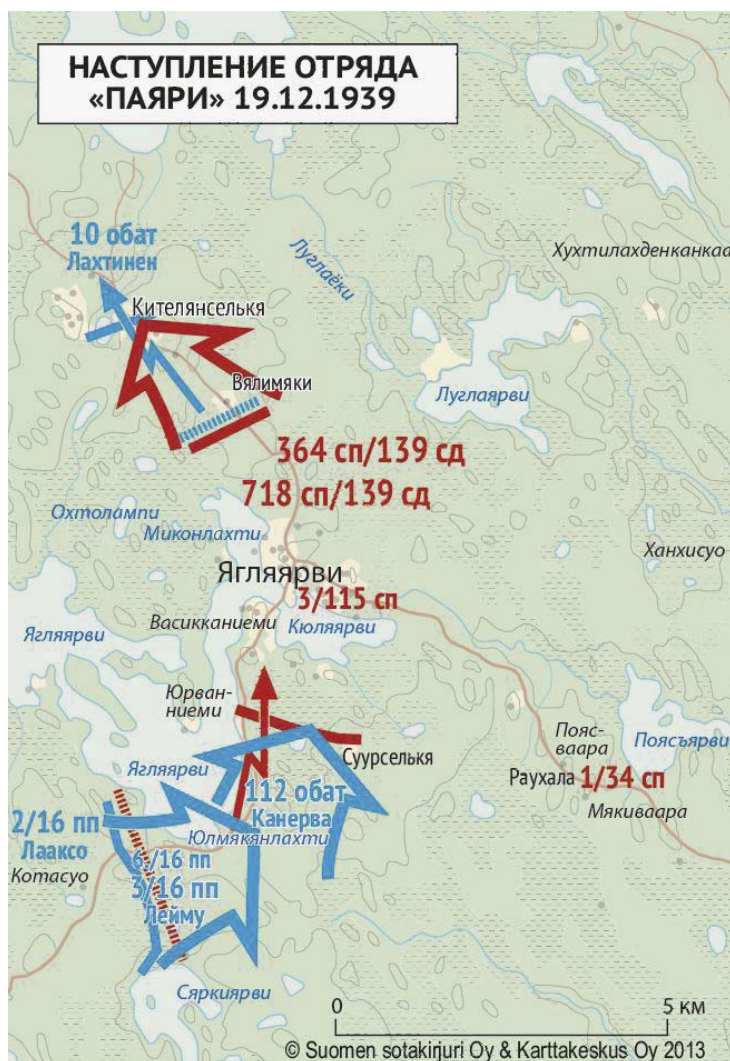 НАСТУПЛЕНИЕ ОТРЯДА
«ПАЯРИ» 19.12.1939
10 обат
Лахтинен
Луглаёки
Хухтилахденканкаа
Кителянселькя
Вялимяки
Луглаярви
364 сп/139 сд
718 сп/139 сд
Охтолампи
Миконлахти
Ханхисуо
Ягляярви
3/115 сп
Васикканиеми
Кюляярви
Ягляярви
Юрван-
ниеми
Суурселькя
Пояс-
ваара
Поясъярви
Ягляярви
Раухала 1/34 сп
Мякиваара
112 обат
Канерва
2/16 пп
Лааксо
Юлмякянлахти
6./16 пп
3/16 пп
Лейму
Котасуо
Сяркиярви
0 5 км
© Suomen sotakirjuri Oy & Karttakeskus Oy 2013